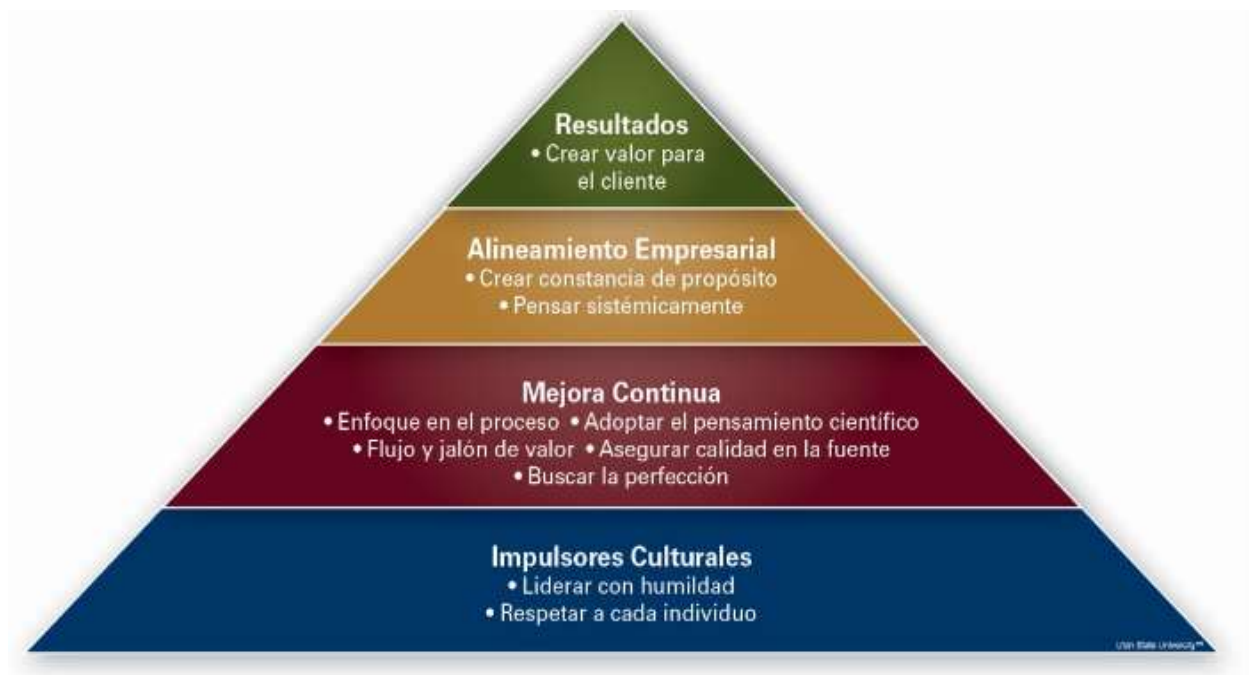 Resultados
• Crear valor para
el cliente
Alineamiento Empresarial
• Crear constancia de propósito
• Pensar sistémicamente
Mejora Continua
• Enfoque en el proceso • Adoptar el pensamiento científico
• Flujo y jalón de valor • Asegurar calidad en la fuente
• Buscar la perfección
Impulsores Culturales
• Liderar con humildad
• Respetar a cada individuo
Utah State University